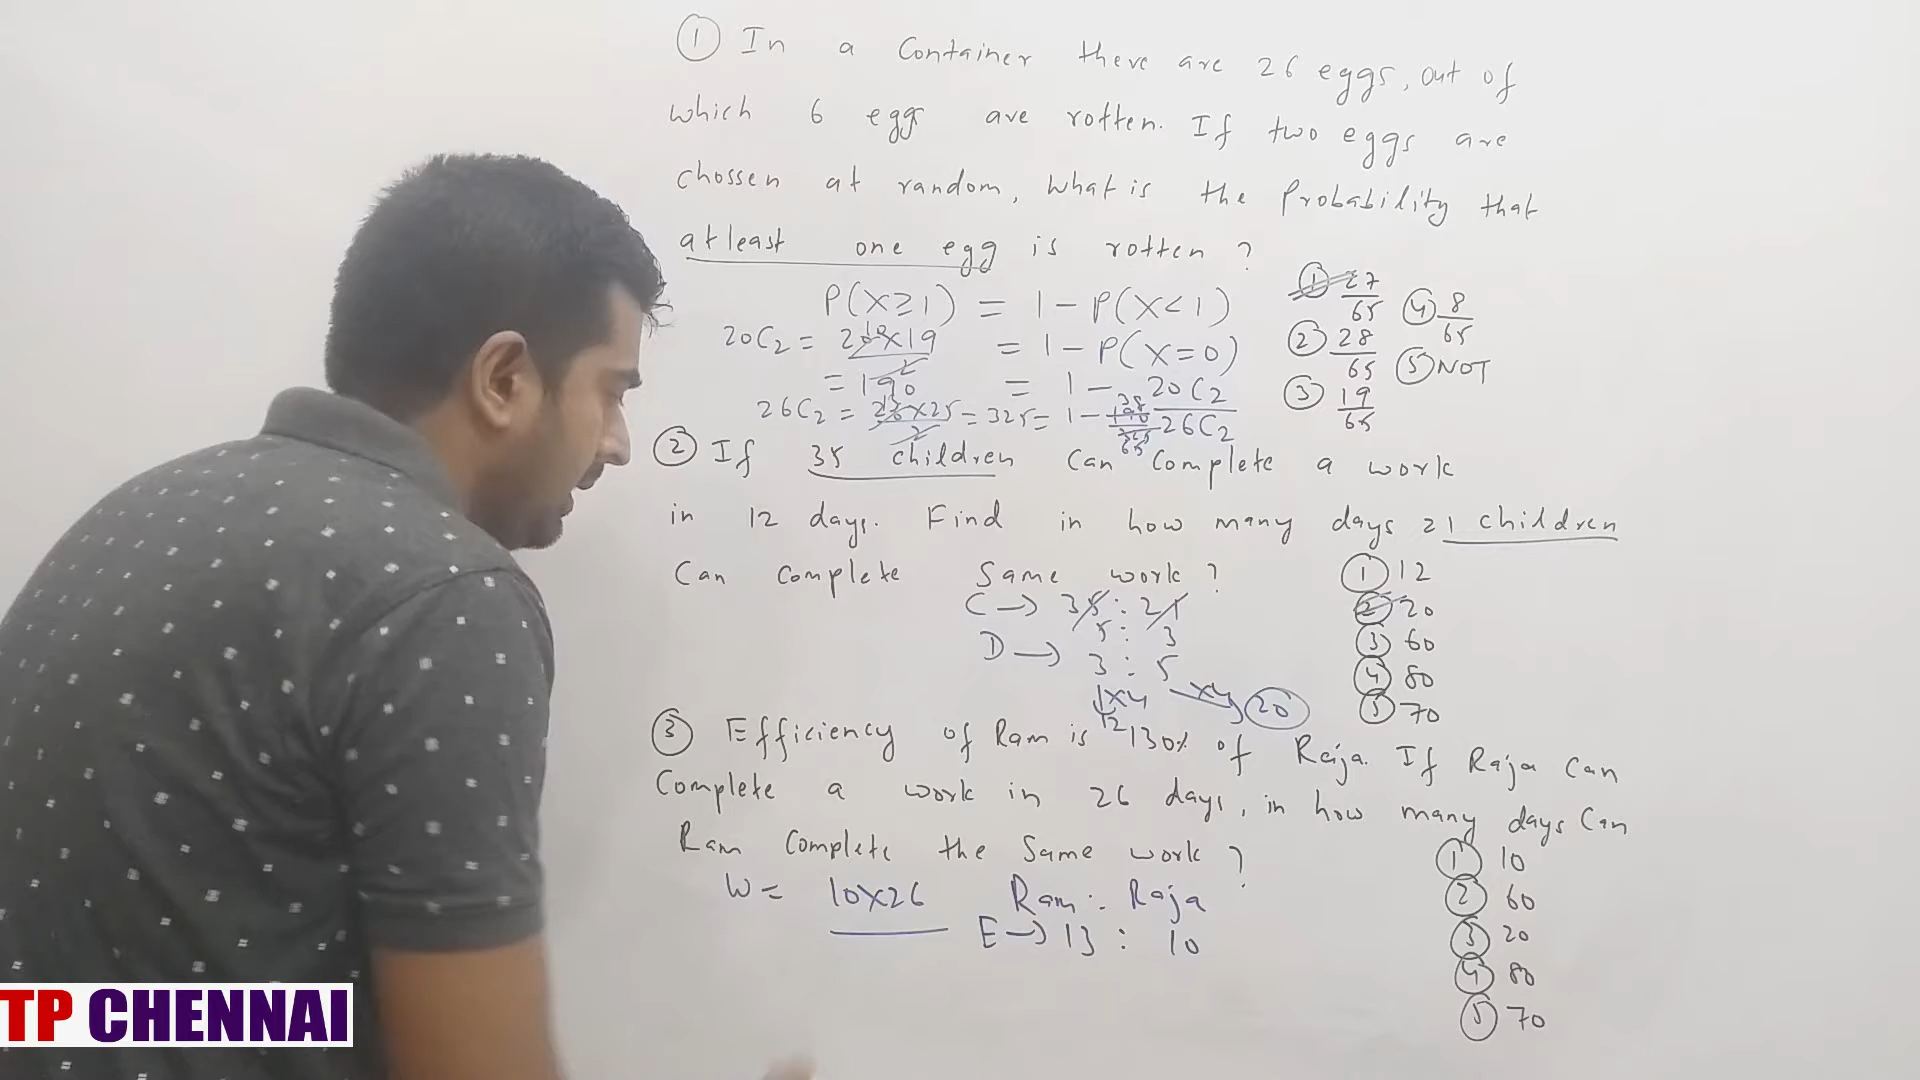 ① In a Container there are 26 eggs, out of
which 6 eggs are rotten. If two eggs are
chossen at random, What is the Probability that
atleast one egg is rotten ?
P(X≥1) = 1 - P(X<1)
20C2 = 20×19 / 2 = 1 - P(X=0)
= 190 = 1 - 20C2 / 26C2
26C2 = 26×25 / 2 = 325 = 1 - 190 / 325
38
65
① 27/65 ④ 8/65
② 28/65 ⑤ NOT
③ 19/65
② If 35 children Can Complete a work
in 12 days. Find in how many days 21 children
Can Complete Same work ?
C → 35 : 21
5 : 3
D → 3 : 5
×4 ×4 20
12
① 12
② 20
③ 60
④ 80
⑤ 70
③ Efficiency of Ram is 130% of Raja. If Raja Can
Complete a work in 26 days, in how many days Can
Ram Complete the Same work ?
W = 10×26 Ram : Raja
E → 13 : 10
① 10
② 60
③ 20
④ 80
⑤ 70
TP CHENNAI